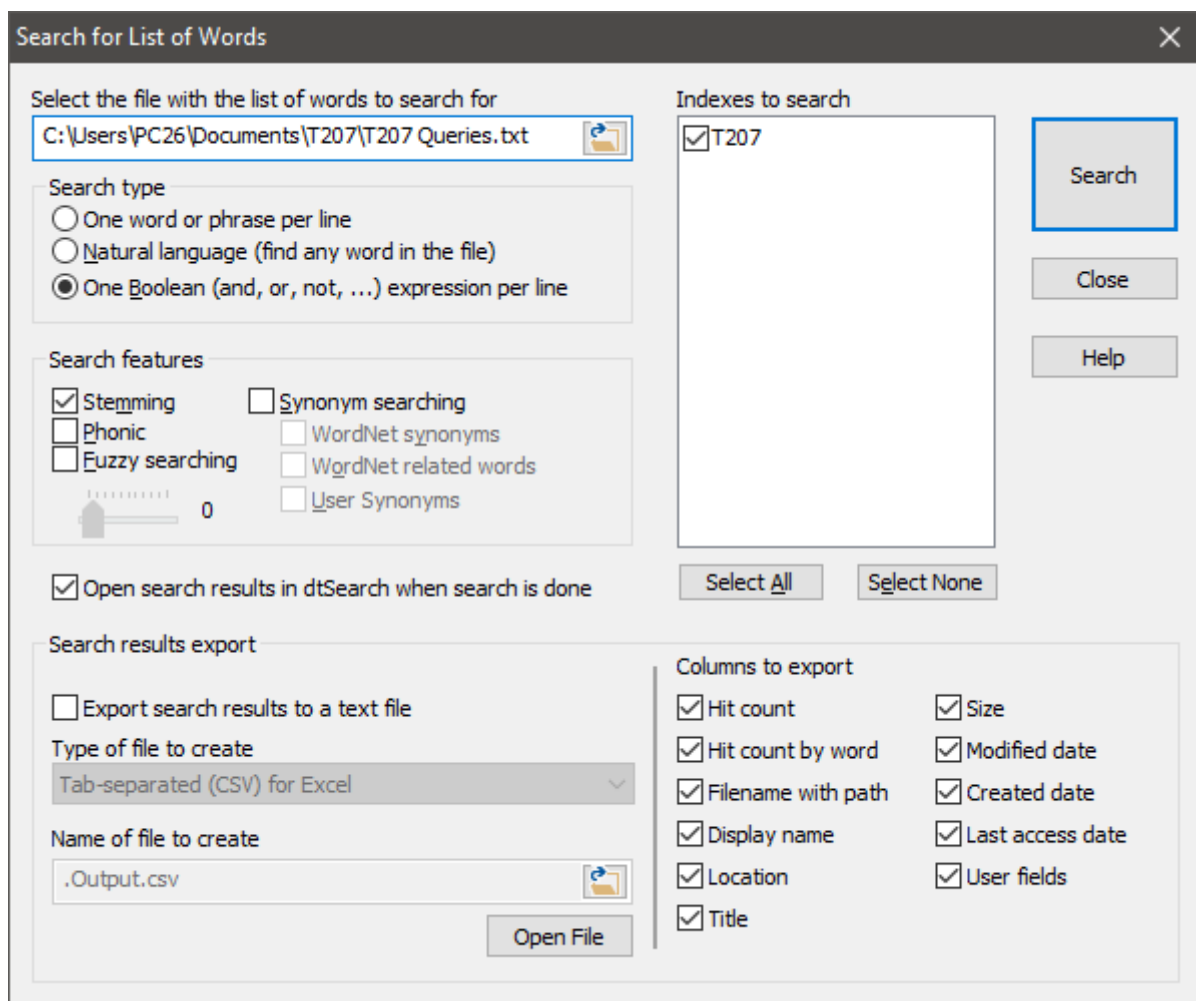 Search for List of Words
Select the file with the list of words to search for
C:\Users\PC26\Documents\T207\T207 Queries.txt
Search type
One word or phrase per line
Natural language (find any word in the file)
One Boolean (and, or, not, ...) expression per line
Search features
Stemming
Phonic
Fuzzy searching
0
Synonym searching
WordNet synonyms
WordNet related words
User Synonyms
Open search results in dtSearch when search is done
Indexes to search
T207
Select All
Select None
Search
Close
Help
Search results export
Export search results to a text file
Type of file to create
Tab-separated (CSV) for Excel
Name of file to create
.Output.csv
Open File
Columns to export
Hit count
Hit count by word
Filename with path
Display name
Location
Title
Size
Modified date
Created date
Last access date
User fields